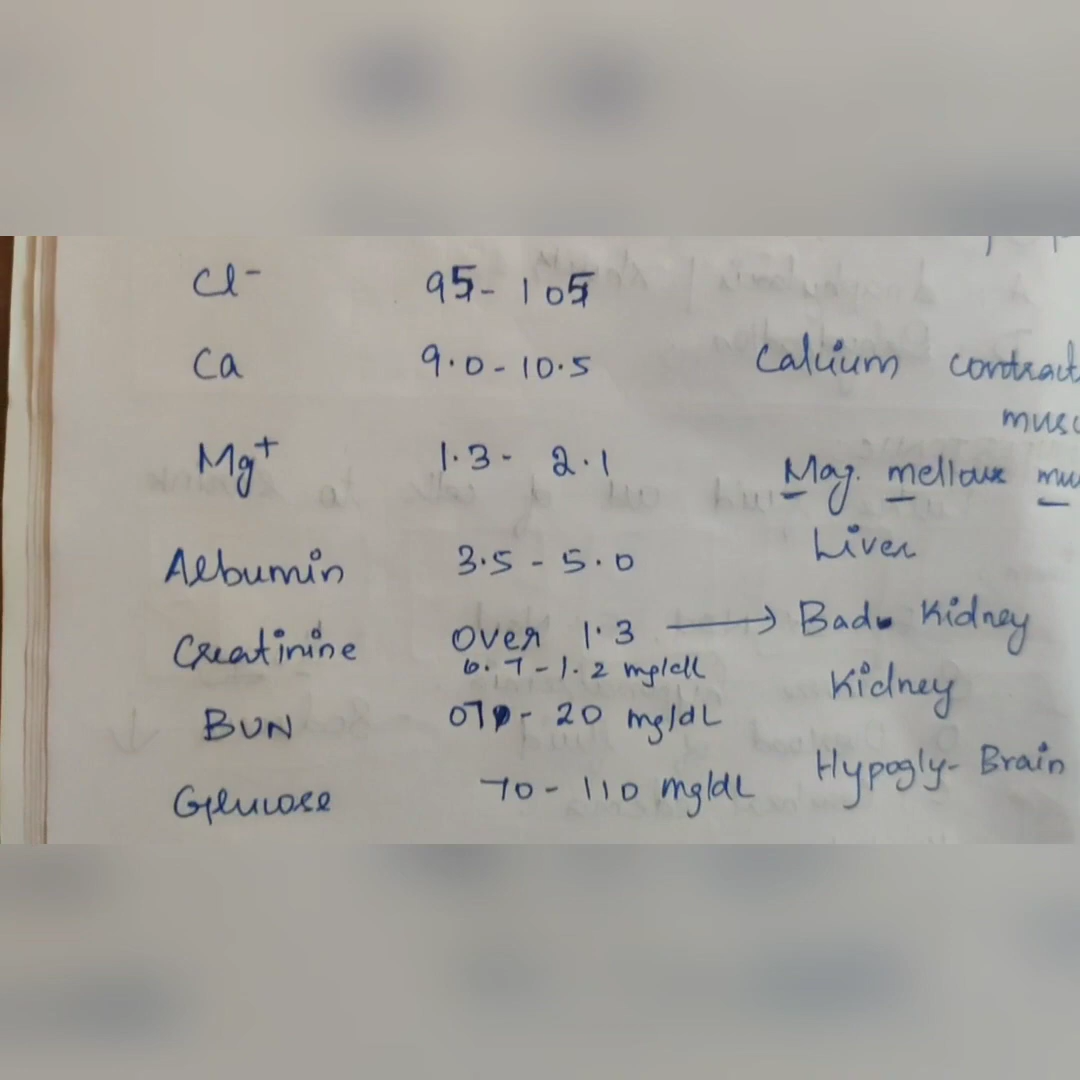 Cl⁻ 95 - 105
Ca 9.0 - 10.5 Calcium contract
musc
Mg⁺ 1.3 - 2.1 Mag. mellows mu
Albumin 3.5 - 5.0 Liver
Creatinine Over 1.3 → Bad Kidney
0.7 - 1.2 mg/dl
BUN 07 - 20 mg/dL Kidney
Glucose 70 - 110 mg/dL Hypogly - Brain